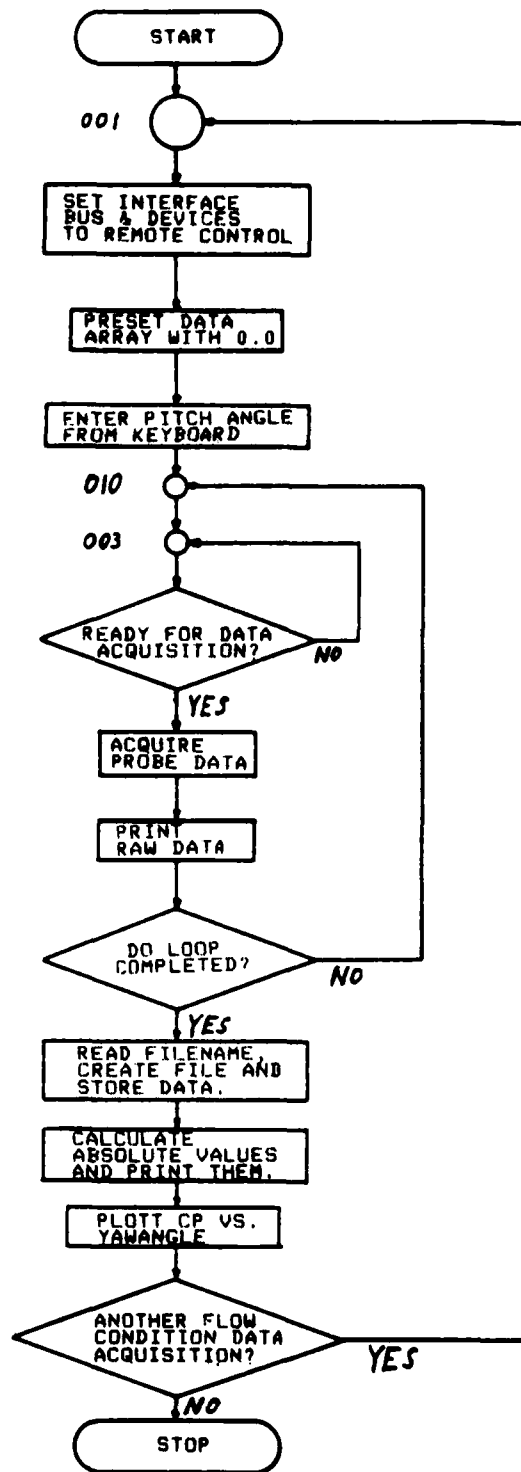 START
001
SET INTERFACE
BUS & DEVICES
TO REMOTE CONTROL
PRESET DATA
ARRAY WITH 0.0
ENTER PITCH ANGLE
FROM KEYBOARD
010
003
READY FOR DATA
ACQUISITION?
NO
YES
ACQUIRE
PROBE DATA
PRINT
RAW DATA
DO LOOP
COMPLETED?
NO
YES
READ FILENAME,
CREATE FILE AND
STORE DATA.
CALCULATE
ABSOLUTE VALUES
AND PRINT THEM.
PLOTT CP VS.
YAWANGLE
ANOTHER FLOW
CONDITION DATA
ACQUISITION?
YES
NO
STOP